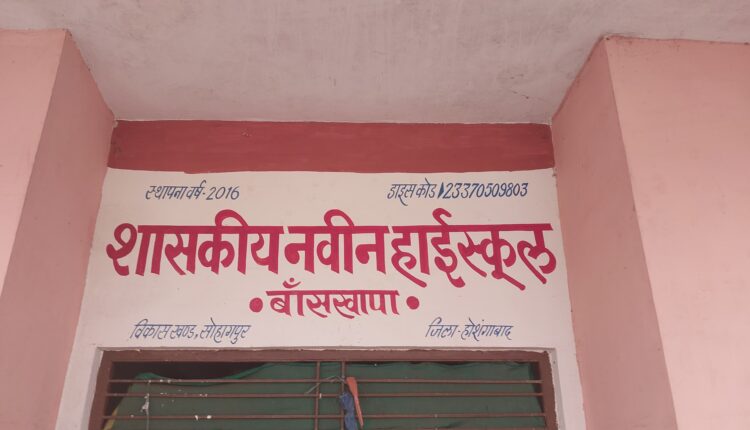 स्थापना वर्ष-2016 डाइस कोड 23370509803
शासकीय नवीन हाईस्कूल
• बाँसखापा •
विकास खण्ड, सोहागपुर जिला-होशंगाबाद